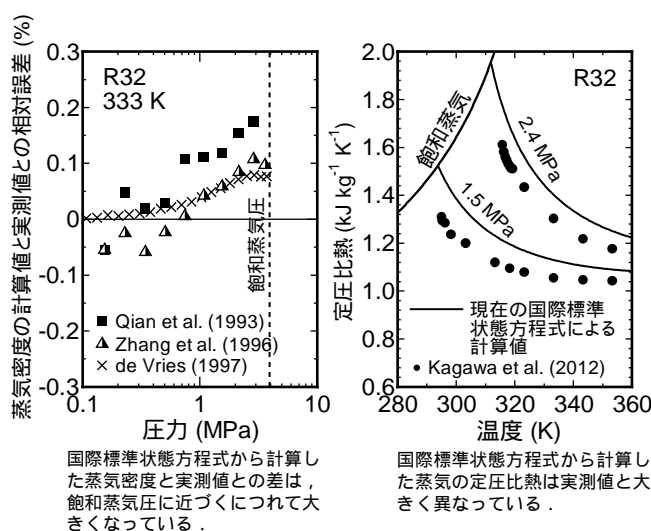 蒸気密度の計算値と実測値との相対誤差 (%)
0.3
0.2
0.1
0
-0.1
-0.2
-0.3
R32
333 K
飽和蒸気圧
Qian et al. (1993)
Zhang et al. (1996)
de Vries (1997)
0.1
1
10
圧力 (MPa)
国際標準状態方程式から計算し
た蒸気密度と実測値との差は，
飽和蒸気圧に近づくにつれて大
きくなっている．
定圧比熱 (kJ kg⁻¹ K⁻¹)
2.0
1.8
1.6
1.4
1.2
1.0
0.8
0.6
R32
飽和蒸気
2.4 MPa
1.5 MPa
現在の国際標準
状態方程式による
計算値
Kagawa et al. (2012)
280
300
320
340
360
温度 (K)
国際標準状態方程式から計算し
た蒸気の定圧比熱は実測値と大
きく異なっている．